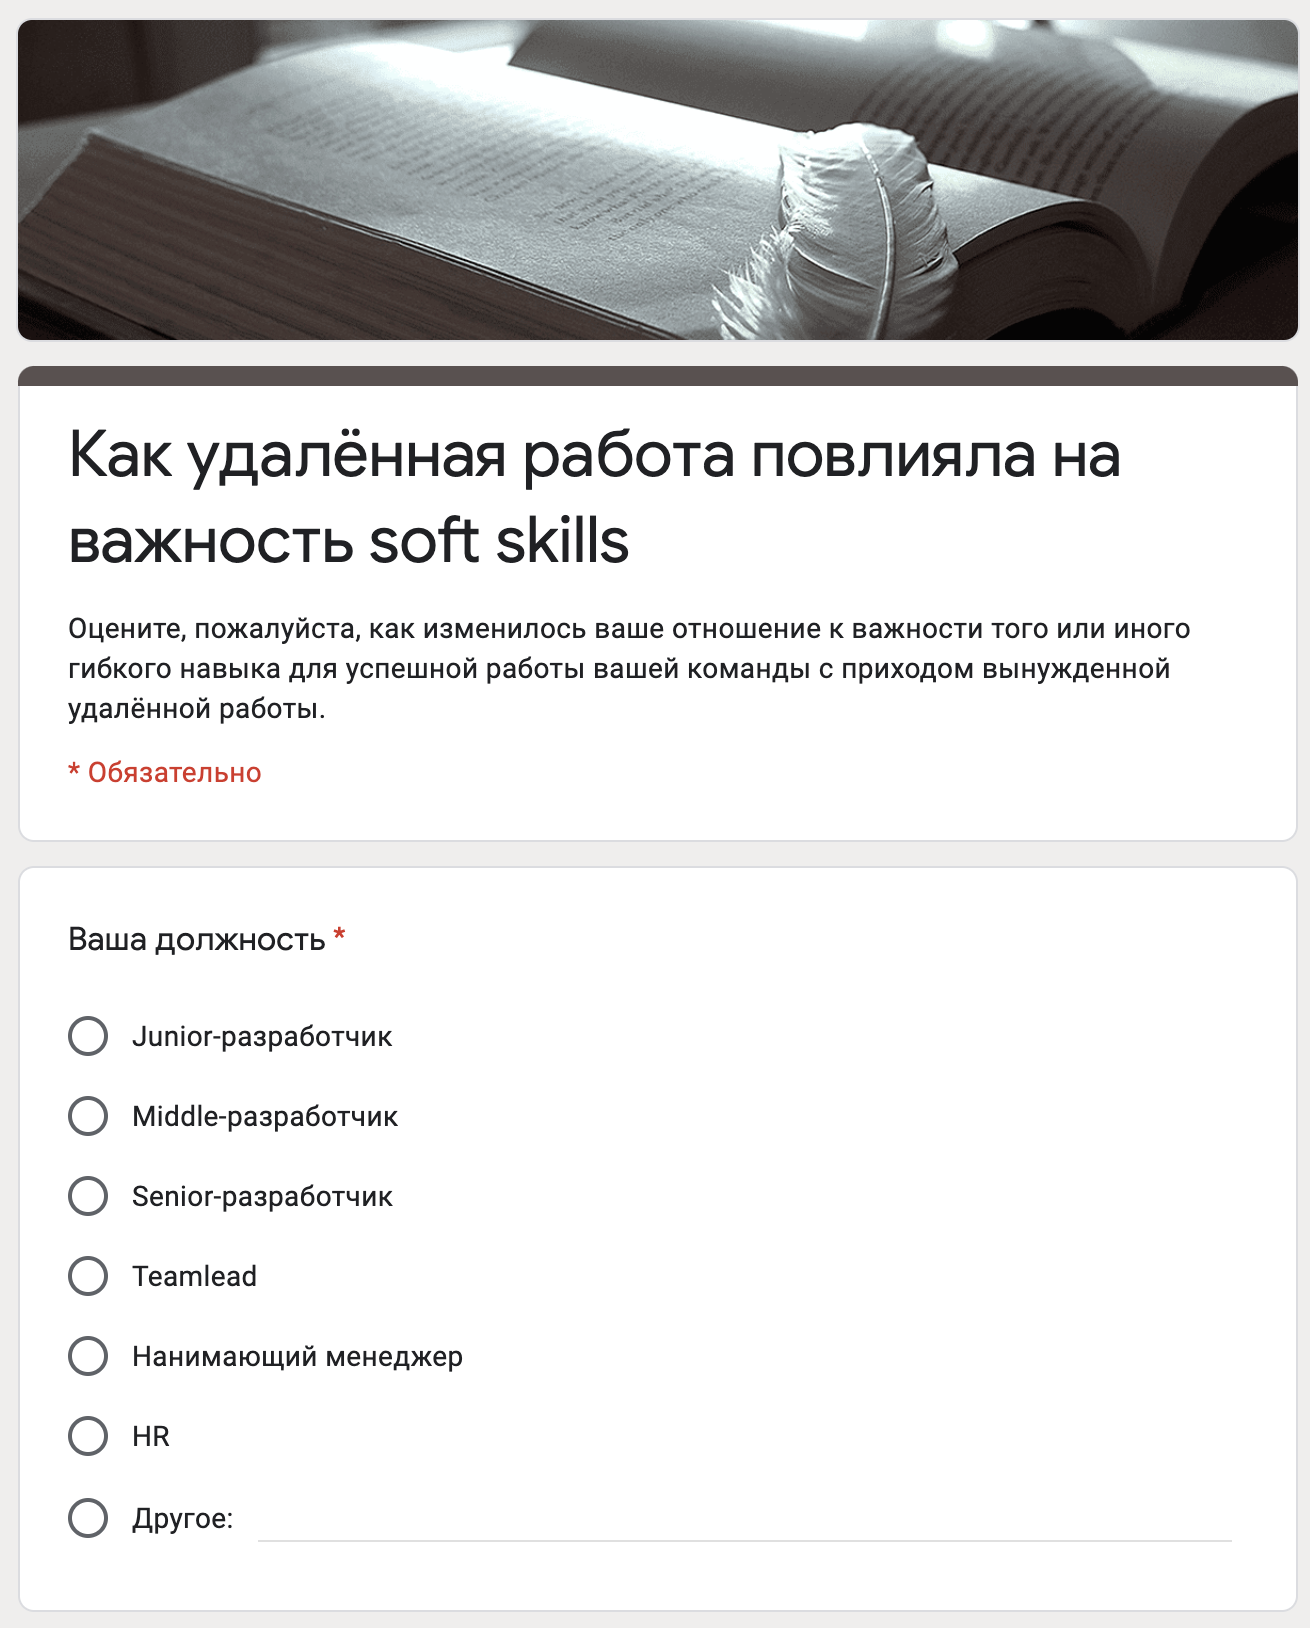 Как удалённая работа повлияла на
важность soft skills
Оцените, пожалуйста, как изменилось ваше отношение к важности того или иного
гибкого навыка для успешной работы вашей команды с приходом вынужденной
удалённой работы.
* Обязательно
Ваша должность *
Junior-разработчик
Middle-разработчик
Senior-разработчик
Teamlead
Нанимающий менеджер
HR
Другое: